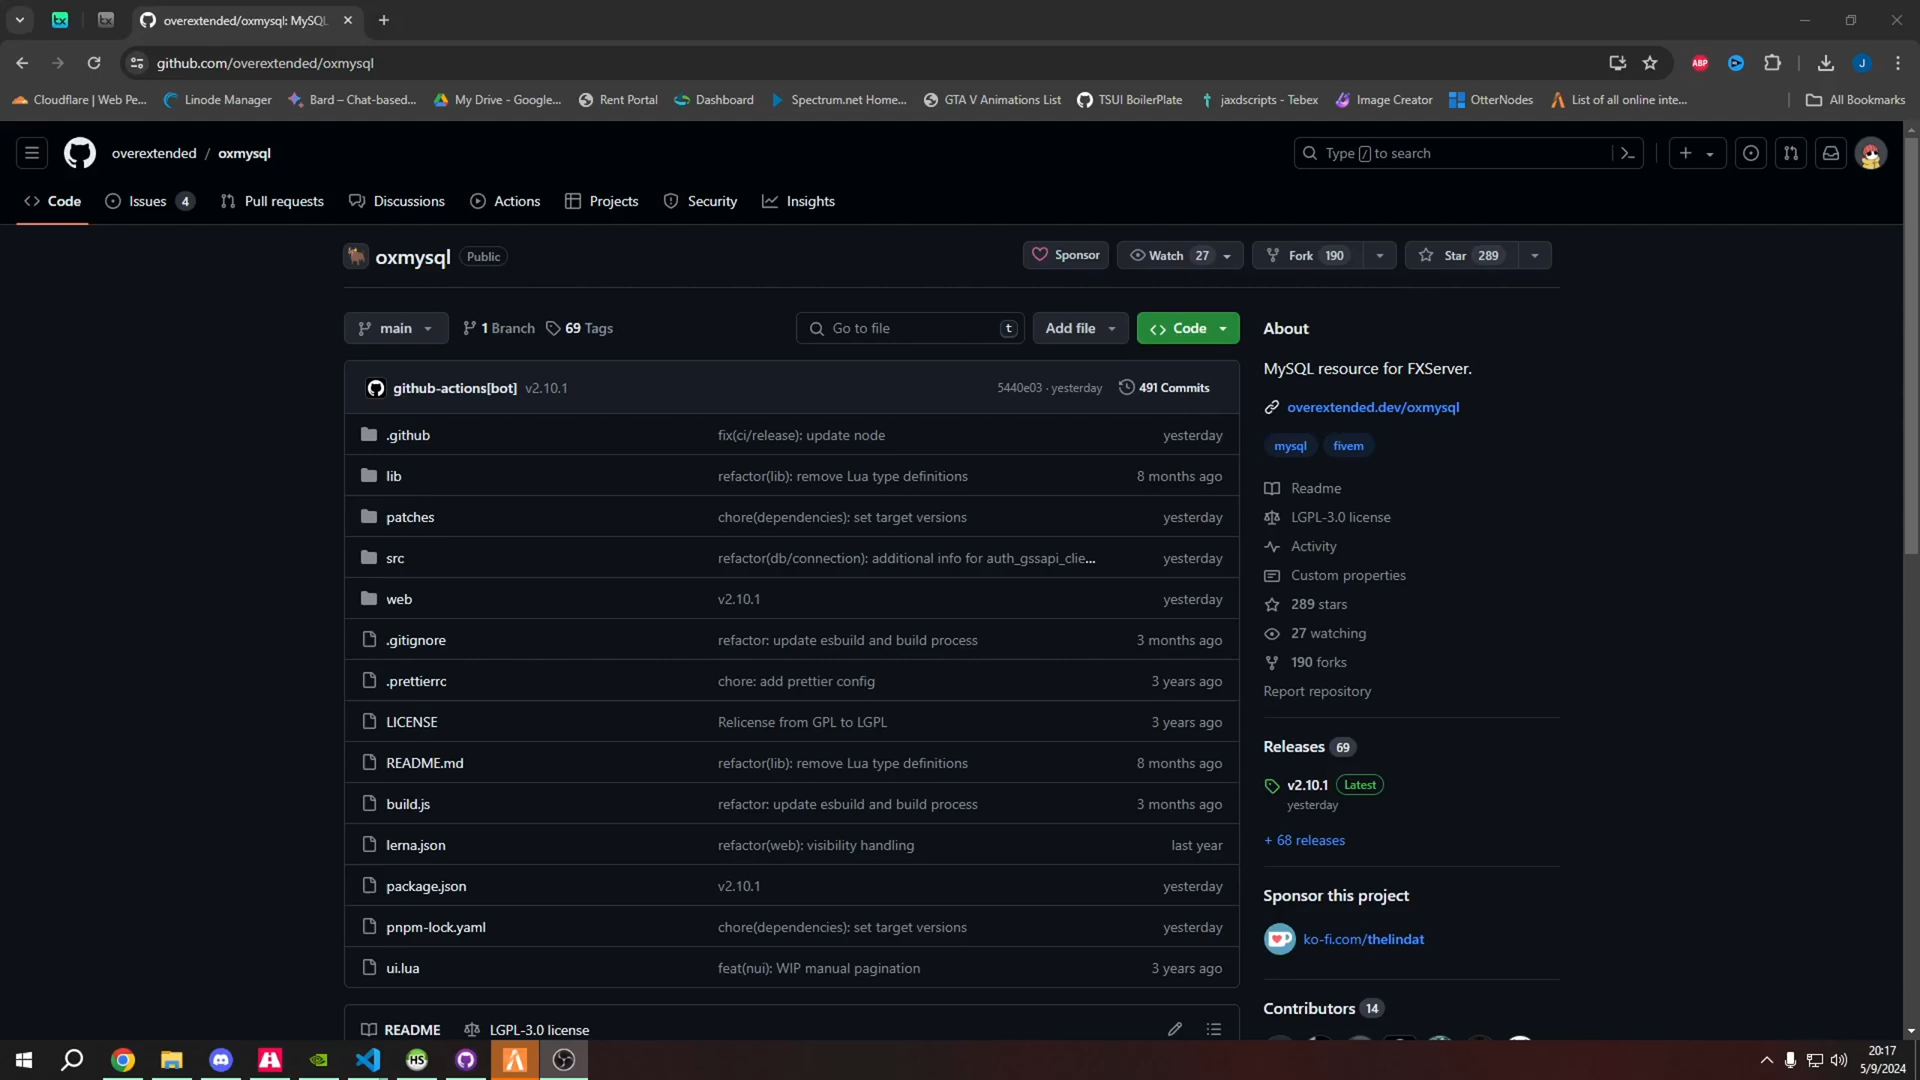 overextended/oxmysql: MySQL
github.com/overextended/oxmysql
ABP
J
Cloudflare | Web Pe...
Linode Manager
Bard – Chat-based...
My Drive - Google...
Rent Portal
Dashboard
Spectrum.net Home...
GTA V Animations List
TSUI BoilerPlate
jaxdscripts - Tebex
Image Creator
OtterNodes
List of all online inte...
All Bookmarks
overextended / oxmysql
Type / to search
Code
Issues 4
Pull requests
Discussions
Actions
Projects
Security
Insights
oxmysql Public
Sponsor
Watch 27
Fork 190
Star 289
main
1 Branch
69 Tags
Go to file t
Add file
Code
About
MySQL resource for FXServer.
overextended.dev/oxmysql
mysql fivem
Readme
LGPL-3.0 license
Activity
Custom properties
289 stars
27 watching
190 forks
Report repository
github-actions[bot] v2.10.1 5440e03 · yesterday 491 Commits
.github fix(ci/release): update node yesterday
lib refactor(lib): remove Lua type definitions 8 months ago
patches chore(dependencies): set target versions yesterday
src refactor(db/connection): additional info for auth_gssapi_clie... yesterday
web v2.10.1 yesterday
.gitignore refactor: update esbuild and build process 3 months ago
.prettierrc chore: add prettier config 3 years ago
LICENSE Relicense from GPL to LGPL 3 years ago
README.md refactor(lib): remove Lua type definitions 8 months ago
build.js refactor: update esbuild and build process 3 months ago
lerna.json refactor(web): visibility handling last year
package.json v2.10.1 yesterday
pnpm-lock.yaml chore(dependencies): set target versions yesterday
ui.lua feat(nui): WIP manual pagination 3 years ago
Releases 69
v2.10.1 Latest
yesterday
+ 68 releases
Sponsor this project
ko-fi.com/thelindat
Contributors 14
README
LGPL-3.0 license
HS
20:17
5/9/2024